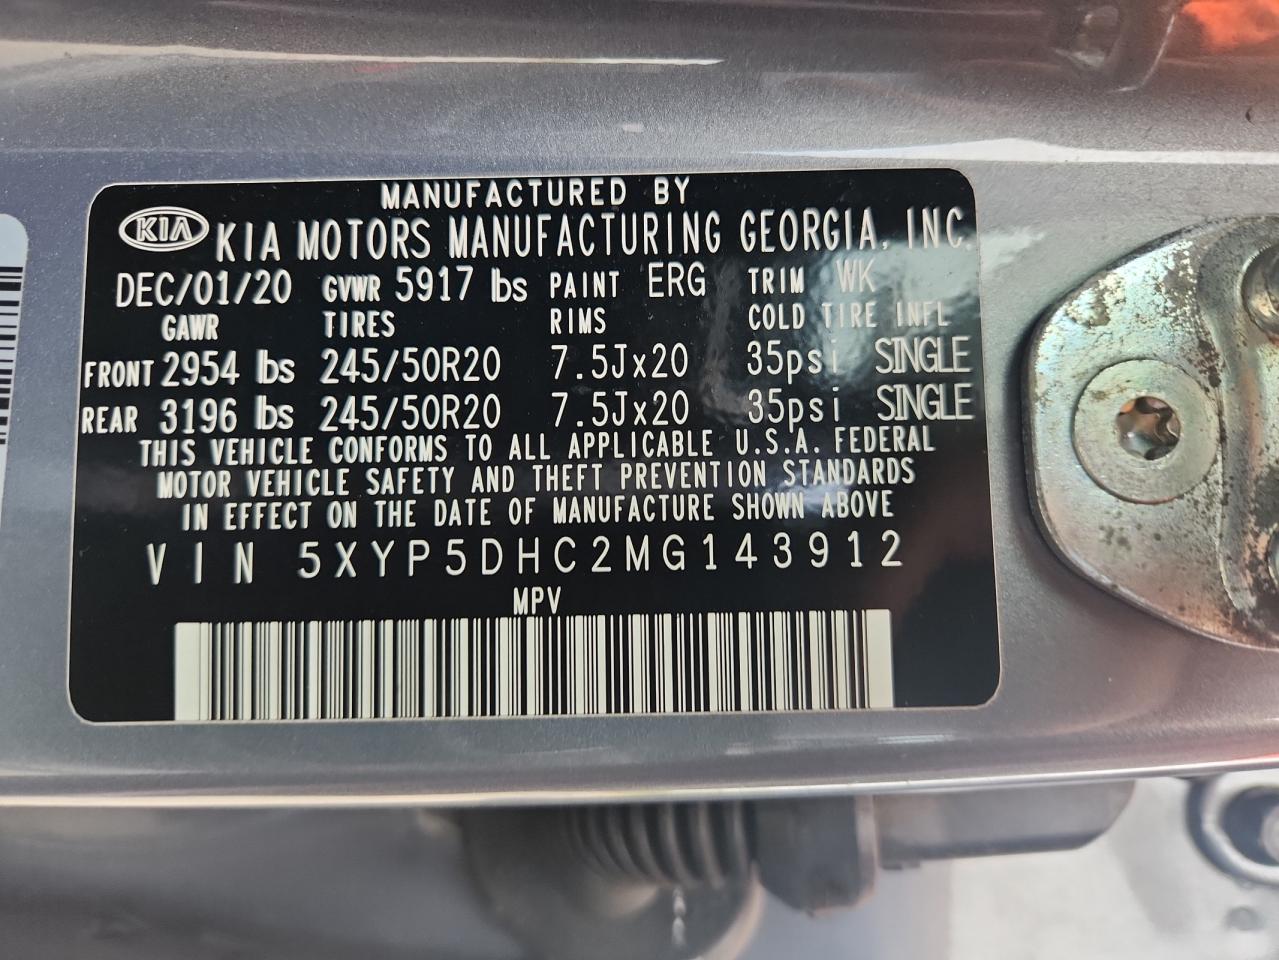 MANUFACTURED BY
KIA KIA MOTORS MANUFACTURING GEORGIA, INC.
DEC/01/20 GVWR 5917 lbs PAINT ERG TRIM WK
GAWR TIRES RIMS COLD TIRE INFL
FRONT 2954 lbs 245/50R20 7.5Jx20 35psi SINGLE
REAR 3196 lbs 245/50R20 7.5Jx20 35psi SINGLE
THIS VEHICLE CONFORMS TO ALL APPLICABLE U.S.A. FEDERAL
MOTOR VEHICLE SAFETY AND THEFT PREVENTION STANDARDS
IN EFFECT ON THE DATE OF MANUFACTURE SHOWN ABOVE
VIN 5XYP5DHC2MG143912
MPV